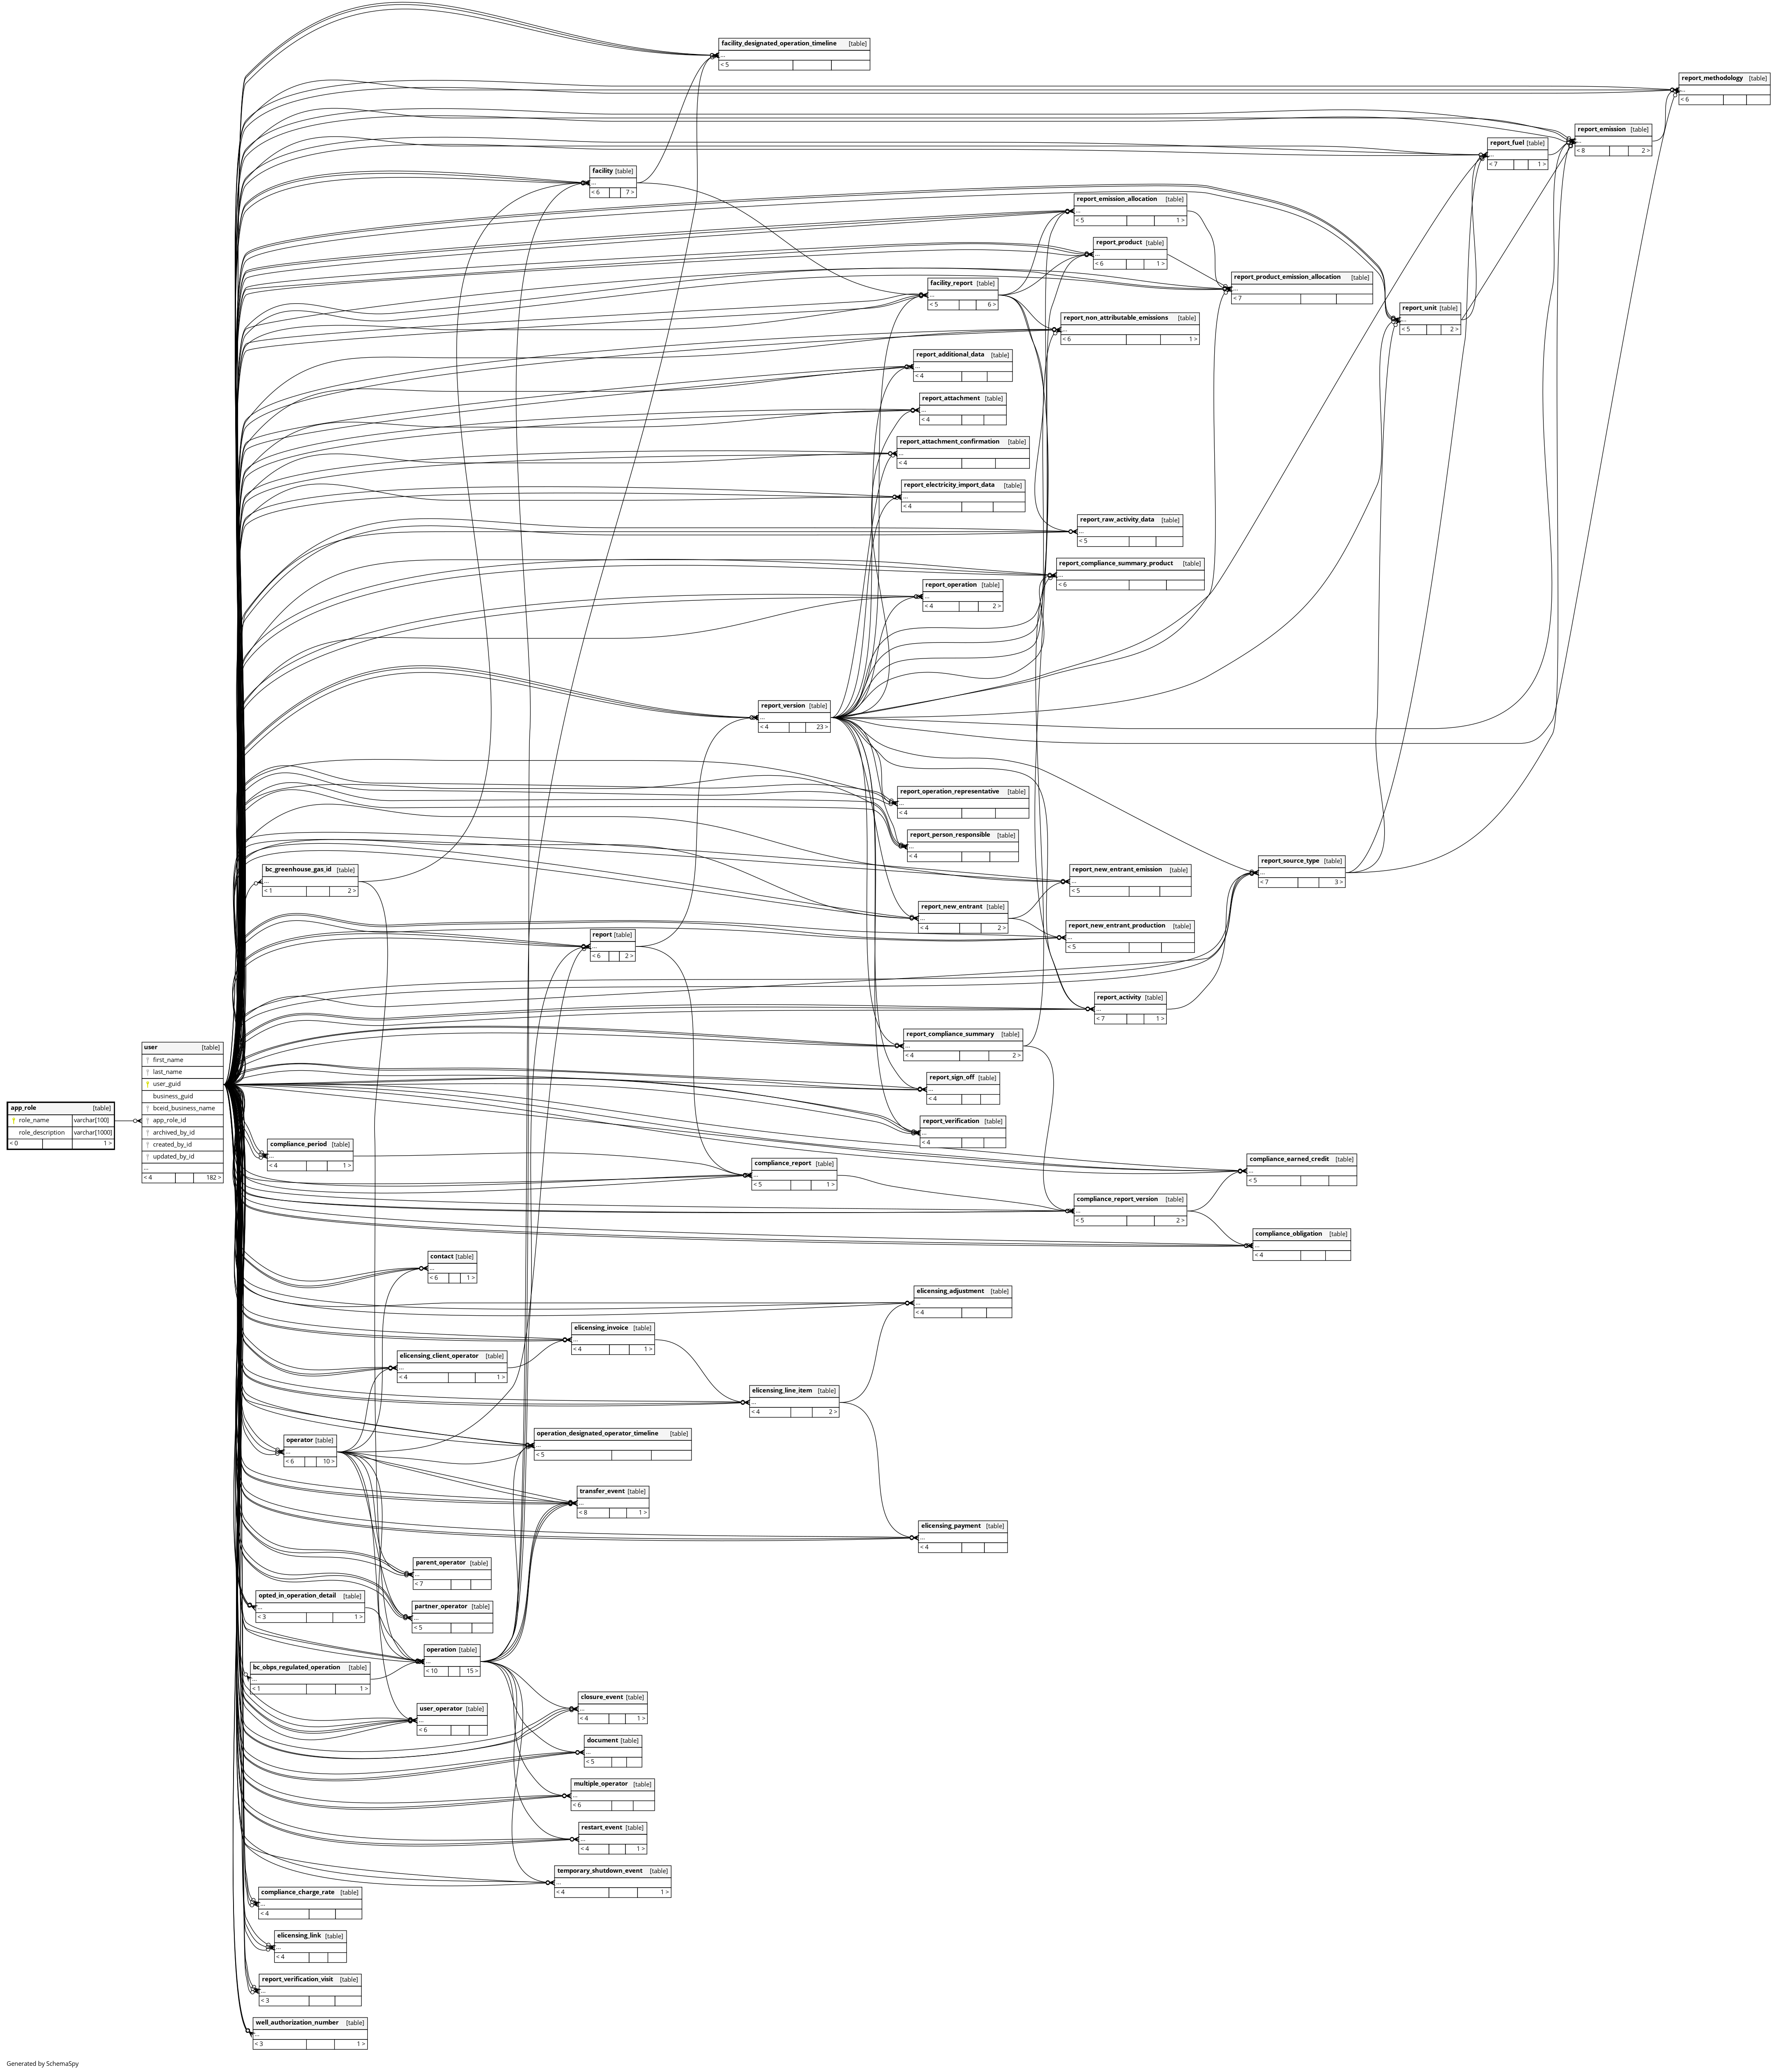 facility_designated_operation_timeline [table]
...
< 5
report_methodology [table]
...
< 6
report_emission [table]
...
< 8 2 >
report_fuel [table]
...
< 7 1 >
facility [table]
...
< 6 7 >
report_emission_allocation [table]
...
< 5 1 >
report_product [table]
...
< 6 1 >
report_product_emission_allocation [table]
...
< 7
facility_report [table]
...
< 5 6 >
report_unit [table]
...
< 5 2 >
report_non_attributable_emissions [table]
...
< 6 1 >
report_additional_data [table]
...
< 4
report_attachment [table]
...
< 4
report_attachment_confirmation [table]
...
< 4
report_electricity_import_data [table]
...
< 4
report_raw_activity_data [table]
...
< 5
report_compliance_summary_product [table]
...
< 6
report_operation [table]
...
< 4 2 >
report_version [table]
...
< 4 23 >
report_operation_representative [table]
...
< 4
report_person_responsible [table]
...
< 4
report_source_type [table]
...
< 7 3 >
bc_greenhouse_gas_id [table]
...
< 1 2 >
report_new_entrant_emission [table]
...
< 5
report_new_entrant [table]
...
< 4 2 >
report_new_entrant_production [table]
...
< 5
report [table]
...
< 6 2 >
report_activity [table]
...
< 7 1 >
report_compliance_summary [table]
...
< 4 2 >
user [table]
first_name
last_name
user_guid
business_guid
bceid_business_name
app_role_id
archived_by_id
created_by_id
updated_by_id
...
< 4 182 >
app_role [table]
role_name varchar[100]
role_description varchar[1000]
< 0 1 >
report_sign_off [table]
...
< 4
report_verification [table]
...
< 4
compliance_period [table]
...
< 4 1 >
compliance_report [table]
...
< 5 1 >
compliance_earned_credit [table]
...
< 5
compliance_report_version [table]
...
< 5 2 >
compliance_obligation [table]
...
< 4
contact [table]
...
< 6 1 >
elicensing_adjustment [table]
...
< 4
elicensing_invoice [table]
...
< 4 1 >
elicensing_client_operator [table]
...
< 4 1 >
elicensing_line_item [table]
...
< 4 2 >
operation_designated_operator_timeline [table]
...
< 5
operator [table]
...
< 6 10 >
transfer_event [table]
...
< 8 1 >
elicensing_payment [table]
...
< 4
parent_operator [table]
...
< 7
opted_in_operation_detail [table]
...
< 3 1 >
partner_operator [table]
...
< 5
operation [table]
...
< 10 15 >
bc_obps_regulated_operation [table]
...
< 1 1 >
user_operator [table]
...
< 6
closure_event [table]
...
< 4 1 >
document [table]
...
< 5
multiple_operator [table]
...
< 6
restart_event [table]
...
< 4 1 >
temporary_shutdown_event [table]
...
< 4 1 >
compliance_charge_rate [table]
...
< 4
elicensing_link [table]
...
< 4
report_verification_visit [table]
...
< 3
well_authorization_number [table]
...
< 3 1 >
Generated by SchemaSpy